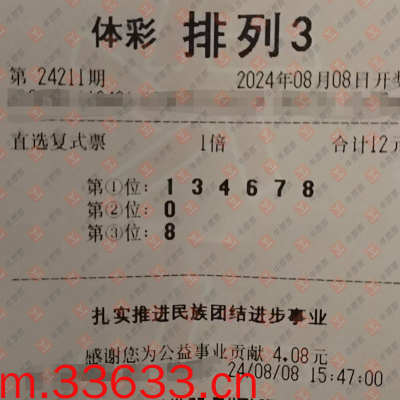 体彩 排列3
第 24211期 2024年08月08日开奖
直选复式票 1倍 合计12元
第①位: 1 3 4 6 7 8
第②位: 0
第③位: 8
扎实推进民族团结进步事业
感谢您为公益事业贡献 4.08元
24/08/08 15:47:00
m.33633.cn